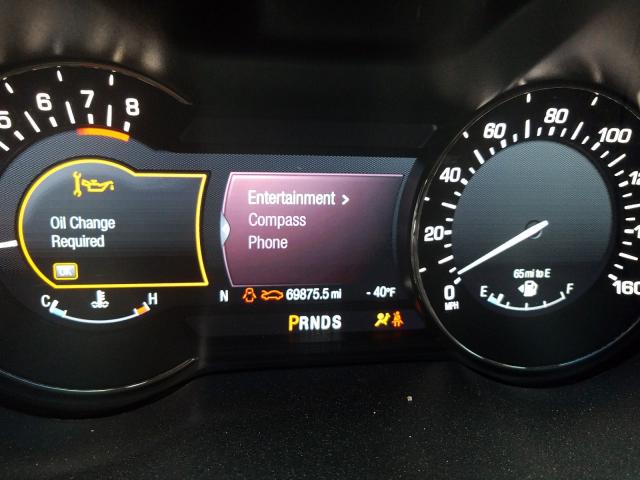 5 6 7 8
Oil Change
Required
OK
C H
Entertainment >
Compass
Phone
N 69875.5 mi -40°F
PRNDS
0 20 40 60 80 100 160
MPH
65 mi to E
E F